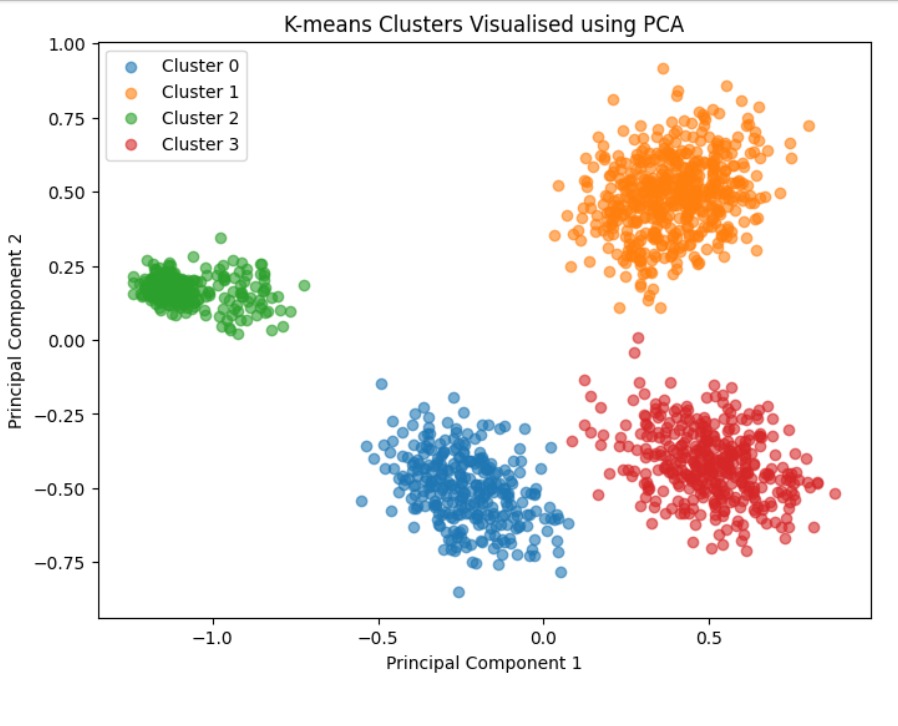 K-means Clusters Visualised using PCA
Cluster 0
Cluster 1
Cluster 2
Cluster 3
1.00
0.75
0.50
0.25
0.00
−0.25
−0.50
−0.75
Principal Component 2
−1.0
−0.5
0.0
0.5
Principal Component 1